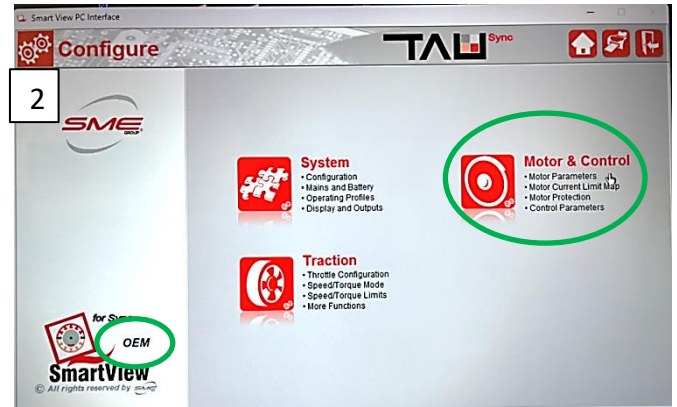 Smart View PC Interface
Configure
TAU Sync
2
SME
GROUP
System
• Configuration
• Mains and Battery
• Operating Profiles
• Display and Outputs
Motor & Control
• Motor Parameters
• Motor Current Limit Map
• Motor Protection
• Control Parameters
Traction
• Throttle Configuration
• Speed/Torque Mode
• Speed/Torque Limits
• More Functions
for Sync
OEM
SmartView
© All rights reserved by SME